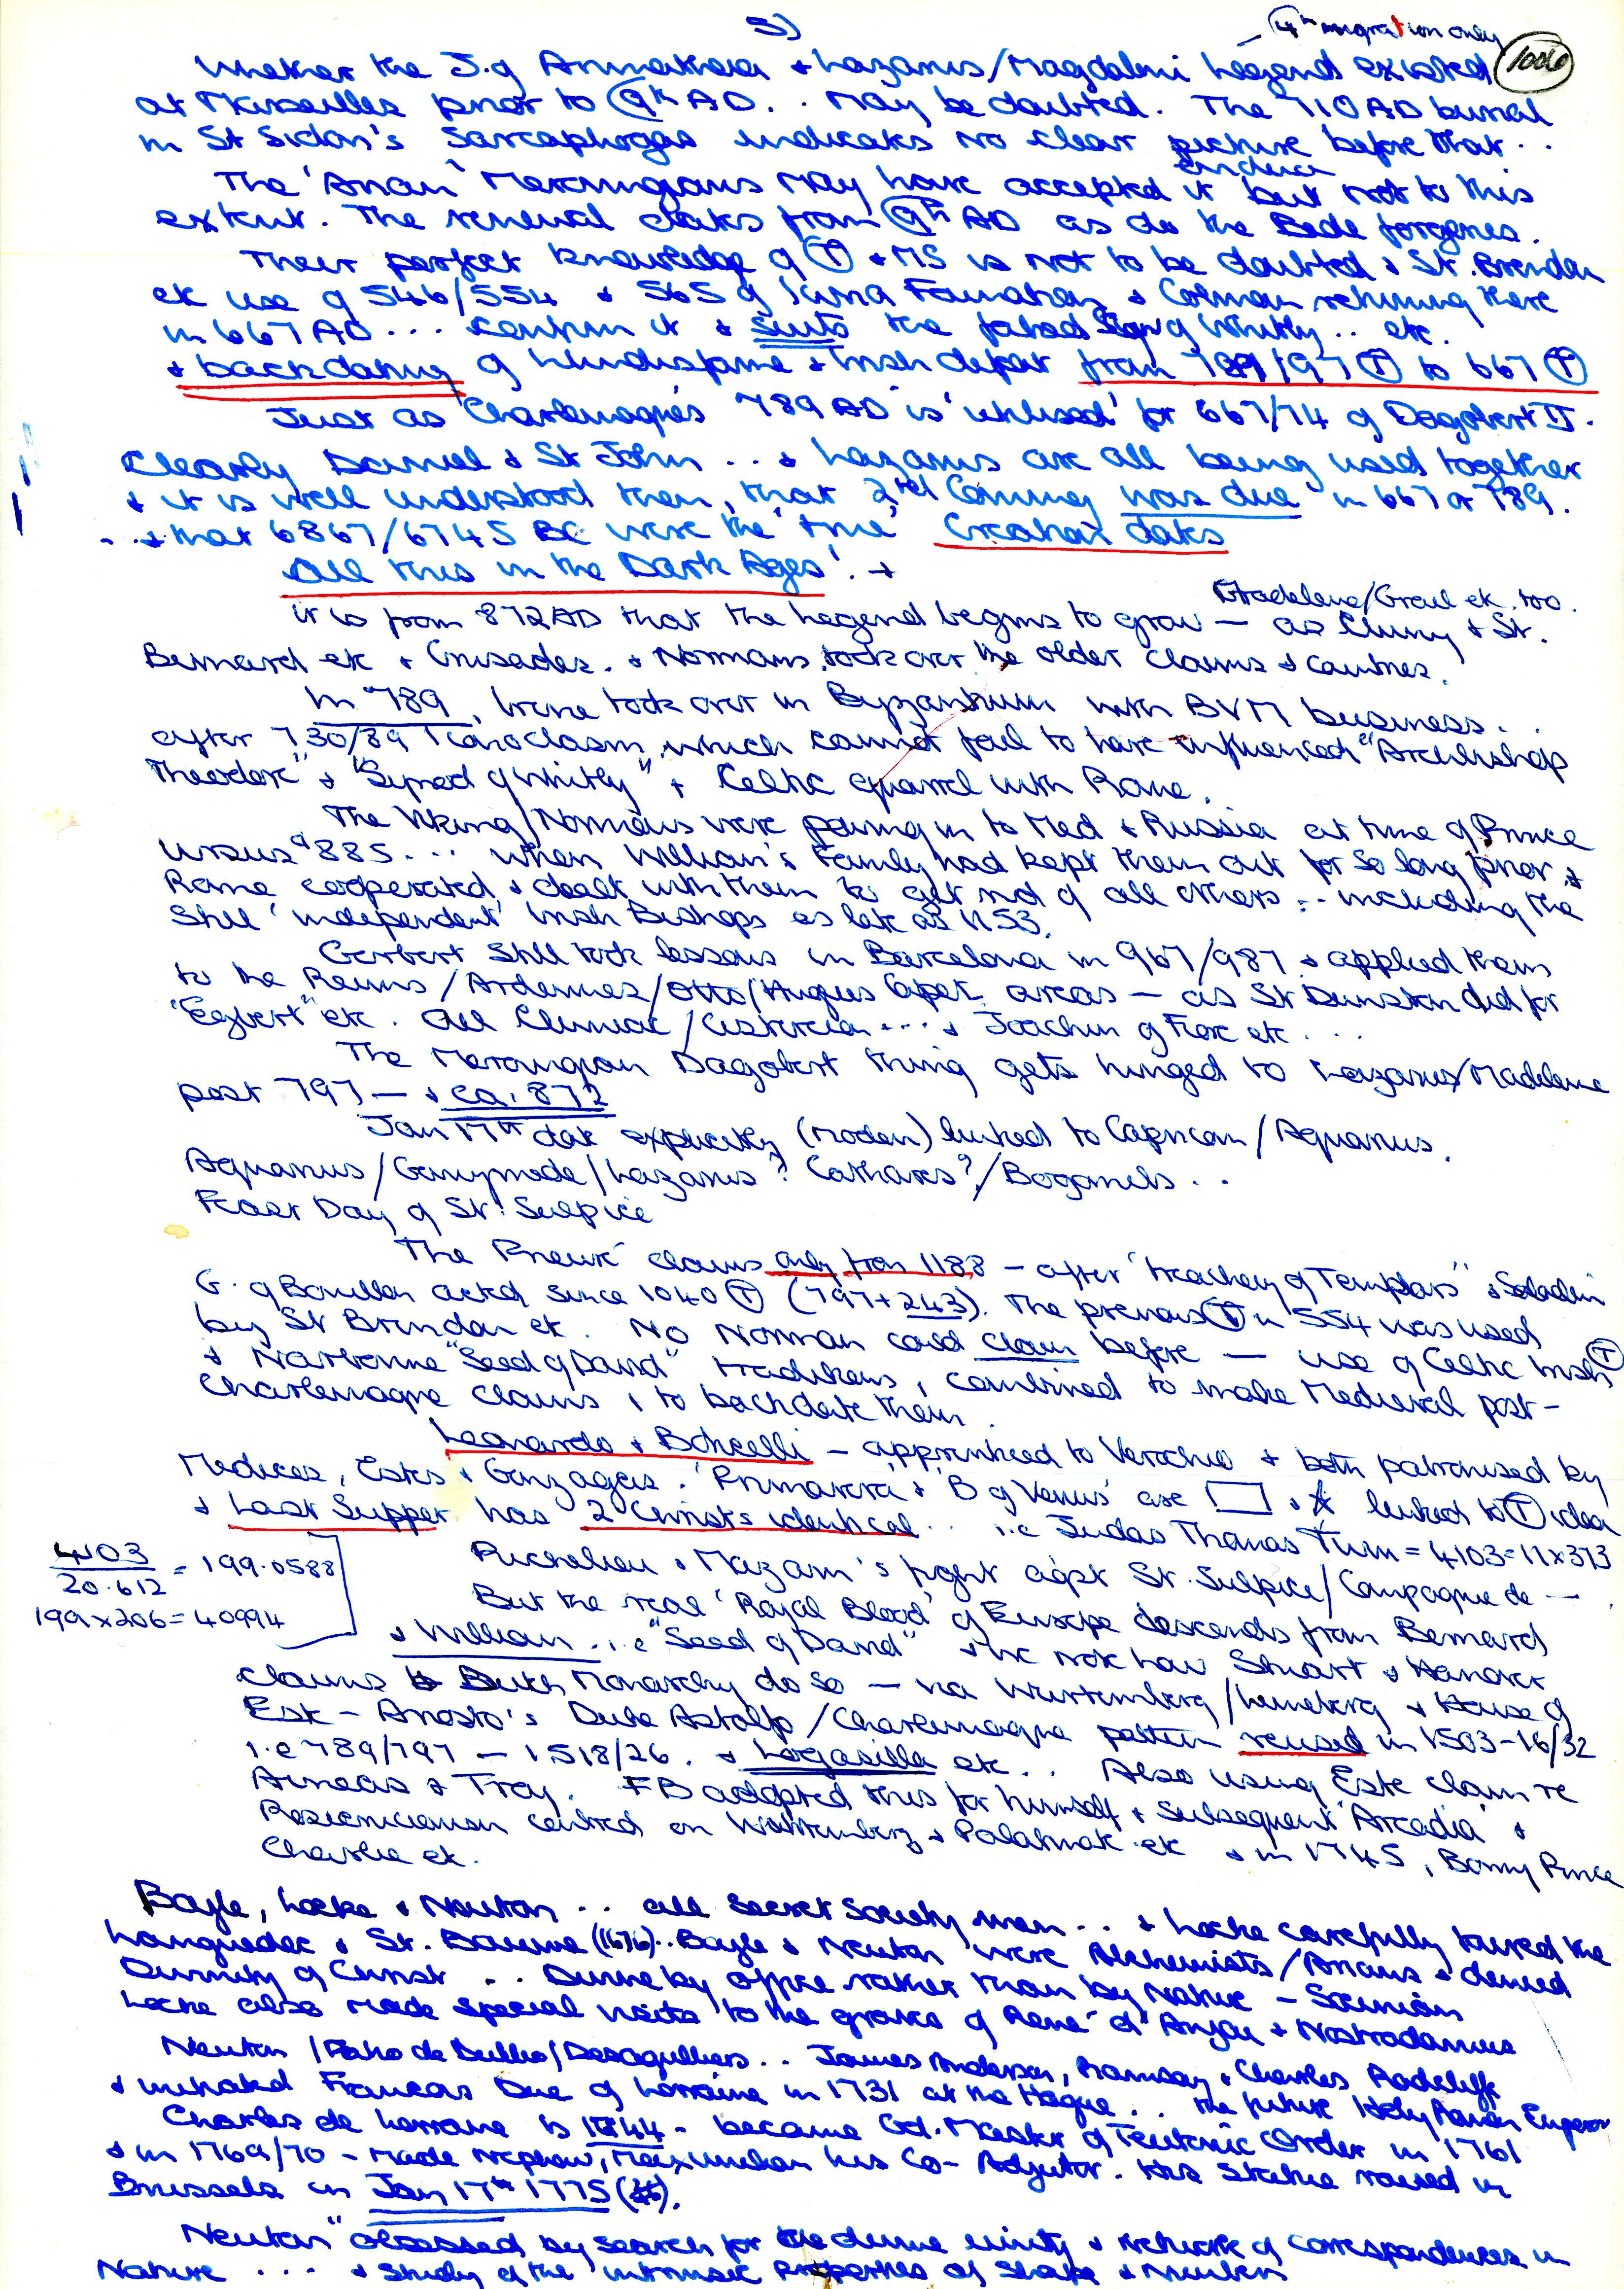 5)
4th migration only
1006
Whether the J. of Arimathea & Lazarus/Magdalene Legend existed
at Marseilles prior to 9th AD.. may be doubted. The 710 AD burial
in St Sidon's Sarcophagas indicates no clear picture before that..
evidence
The 'Arian' Merovingians may have accepted it but not to this
extent. The renewal dates from 9th AD as do the Bede forgeries.
Their perfect knowledge of T & MS is not to be doubted & St. Brendan
etc use of 546/554 & 565 of Iona Foundation & Colman returning there
in 667 AD ... confirm it & suits the faked Synod of Whitby.. etc
& backdating of Lindisfarne & Irish defeat from 789/97 T to 667 T
Just as Charlemagne's 789 AD is 'utilised' for 667/74 of Dagobert II.
Clearly Daniel & St John ... & Lazarus are all being used together
& it is well understood then, that 2nd Coming was due in 667 or 789.
.. & that 6867/6745 BC were the 'true' Creation dates
All this in the Dark Ages'. →
Magdalene/Grail etc. too.
it is from 872 AD that the legend begins to grow — as Cluny & St.
Bernard etc & Crusades. & Normans took over the older claims & countries.
In 789, Irene took over in Byzantium with BVM business..
after 730/89 Iconoclasm which cannot fail to have influenced "Archbishop
Theodore" & "Synod of Whitby" & Celtic quarrel with Rome.
The Viking/Normans were pouring in to Med & Russia at time of Prince
Ursus 885 ... when William's Family had kept them out for so long prior &
Rome cooperated & dealt with them to get rid of all others .. including the
still 'independent' Irish Bishops as late as 1153.
Gerbert still took lessons in Barcelona in 967/987 & applied them
to the Reims/Ardennes/Otto/Hugues Capet areas — as St Dunstan did for
"Egbert" etc. All Cluniac/Cistercian ... & Joachim of Fiore etc...
The Merovingian Dagobert thing gets hinged to Lazarus/Madelene
post 797 — & ca. 872
Jan 17th date explicitly (modern) linked to Capricorn/Aquarius.
Aquarius/Ganymede/Lazarus? Cathares?/Bogomels..
Feast Day of St. Sulpice
The Prieuré claims only from 1188 — after 'treachery of Templars' & Saladin
G. of Bouillon acted since 1040 T (797+243). The previous T in 554 was used
by St Brendan etc. No Norman could claim before — use of Celtic Irish T
& Narbonne "Seed of David" traditions, combined to make Medieval post-
Charlemagne claims, to backdate them.
Leonardo & Boticelli — apprenticed to Verochio & both patronised by
Medices, Estes & Gonzagas. 'Primavera' & 'B of Venus' are & linked to T idea
& Last Supper has 2 Christs identical.. i.e Judas Thomas Turn = 4103 = 11 x 373
4103/20.612 = 199.0588
199 x 206 = 40994
Richelieu & Mazarin's fight agst St. Sulpice/Compagnie de —
But the real 'Royal Blood' of Europe descends from Bernard
& William. i.e "Seed of David" & we note how Stuart & Hanover
claims to Monarchy do so — via Wurtemberg/Luneberg & House of
Este — Ariosto's Duke Astolfo/Charlemagne pattern reused in 1503-16/32
i.e 789/797 — 1518/26. & Logasilla etc.. Also using Este claim re
Aineas & Troy. FB adopted this for himself & subsequent 'Arcadia' &
Rosicrucianism centred on Wurttemberg & Palatinate etc & in 1745, Bonny Prince
Charlie etc.
Boyle, Locke & Newton .. all Secret Society men .. & Locke carefully toured the
Languedoc & St. Baume (1676).. Boyle & Newton were Alchemists/Arians & denied
Divinity of Christ .. Divine by office rather than by Nature — Socinian
Locke also made special visits to the graves of René d'Anjou & Nostradamus
Newton/Fatio de Duillier/Desaguliers.. James Anderson, Ramsay & Charles Radclyffe
& initiated Francois Duc of Lorraine in 1731 at the Hague.. the future Holy Roman Emperor
Charles de Lorraine b 1744 - became Gd. Master of Teutonic Order in 1761
& in 1769/70 - made nephew, Maximilian his Co-Adjutor. His statue raised in
Brussels in Jan 17th 1775
Newton "obsessed by search for the divine unity & network of correspondences in
Nature ... & study of the intrinsic properties of shape & number